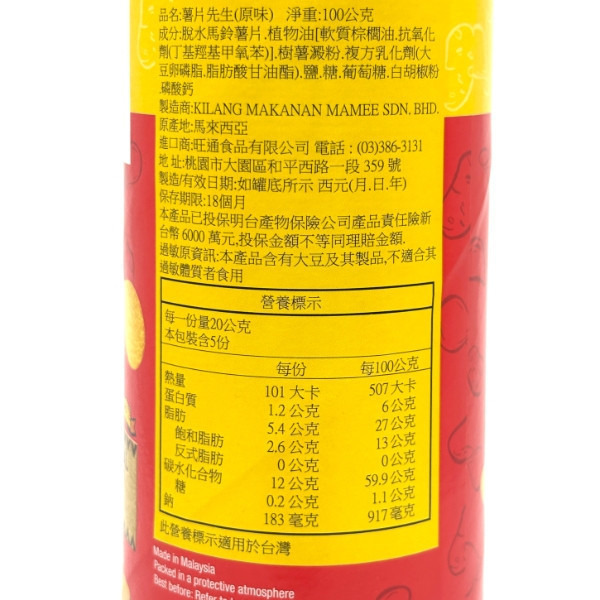 品名:薯片先生(原味) 淨重:100公克
成分:脫水馬鈴薯片.植物油[軟質棕櫚油.抗氧化
劑(丁基羥基甲氧苯)].樹薯澱粉.複方乳化劑(大
豆卵磷脂.脂肪酸甘油酯).鹽.糖.葡萄糖.白胡椒粉
.磷酸鈣
製造商:KILANG MAKANAN MAMEE SDN. BHD.
原產地:馬來西亞
進口商:旺通食品有限公司 電話 : (03)386-3131
地 址:桃園市大園區和平西路一段 359 號
製造/有效日期:如罐底所示 西元(月.日.年)
保存期限:18個月
本產品已投保明台產物保險公司產品責任險新
台幣 6000 萬元,投保金額不等同理賠金額.
過敏原資訊:本產品含有大豆及其製品,不適合其
過敏體質者食用
營養標示
每一份量20公克
本包裝含5份
每份 每100公克
熱量 101 大卡 507 大卡
蛋白質 1.2 公克 6 公克
脂肪 5.4 公克 27 公克
飽和脂肪 2.6 公克 13 公克
反式脂肪 0 公克 0 公克
碳水化合物 12 公克 59.9 公克
糖 0.2 公克 1.1 公克
鈉 183 毫克 917 毫克
此營養標示適用於台灣
Made in Malaysia
Packed in a protective atmosphere
Best before: Refer to